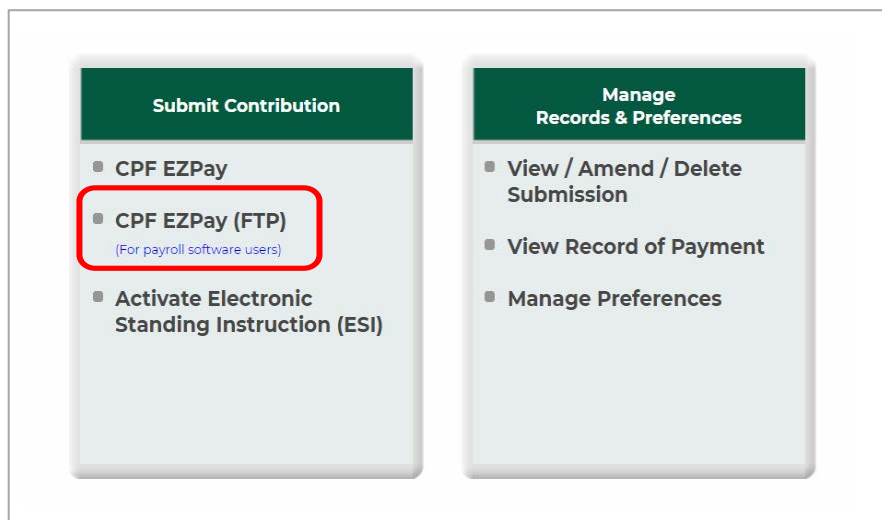 Submit Contribution
CPF EZPay
CPF EZPay (FTP)
(For payroll software users)
Activate Electronic
Standing Instruction (ESI)
Manage
Records & Preferences
View / Amend / Delete
Submission
View Record of Payment
Manage Preferences